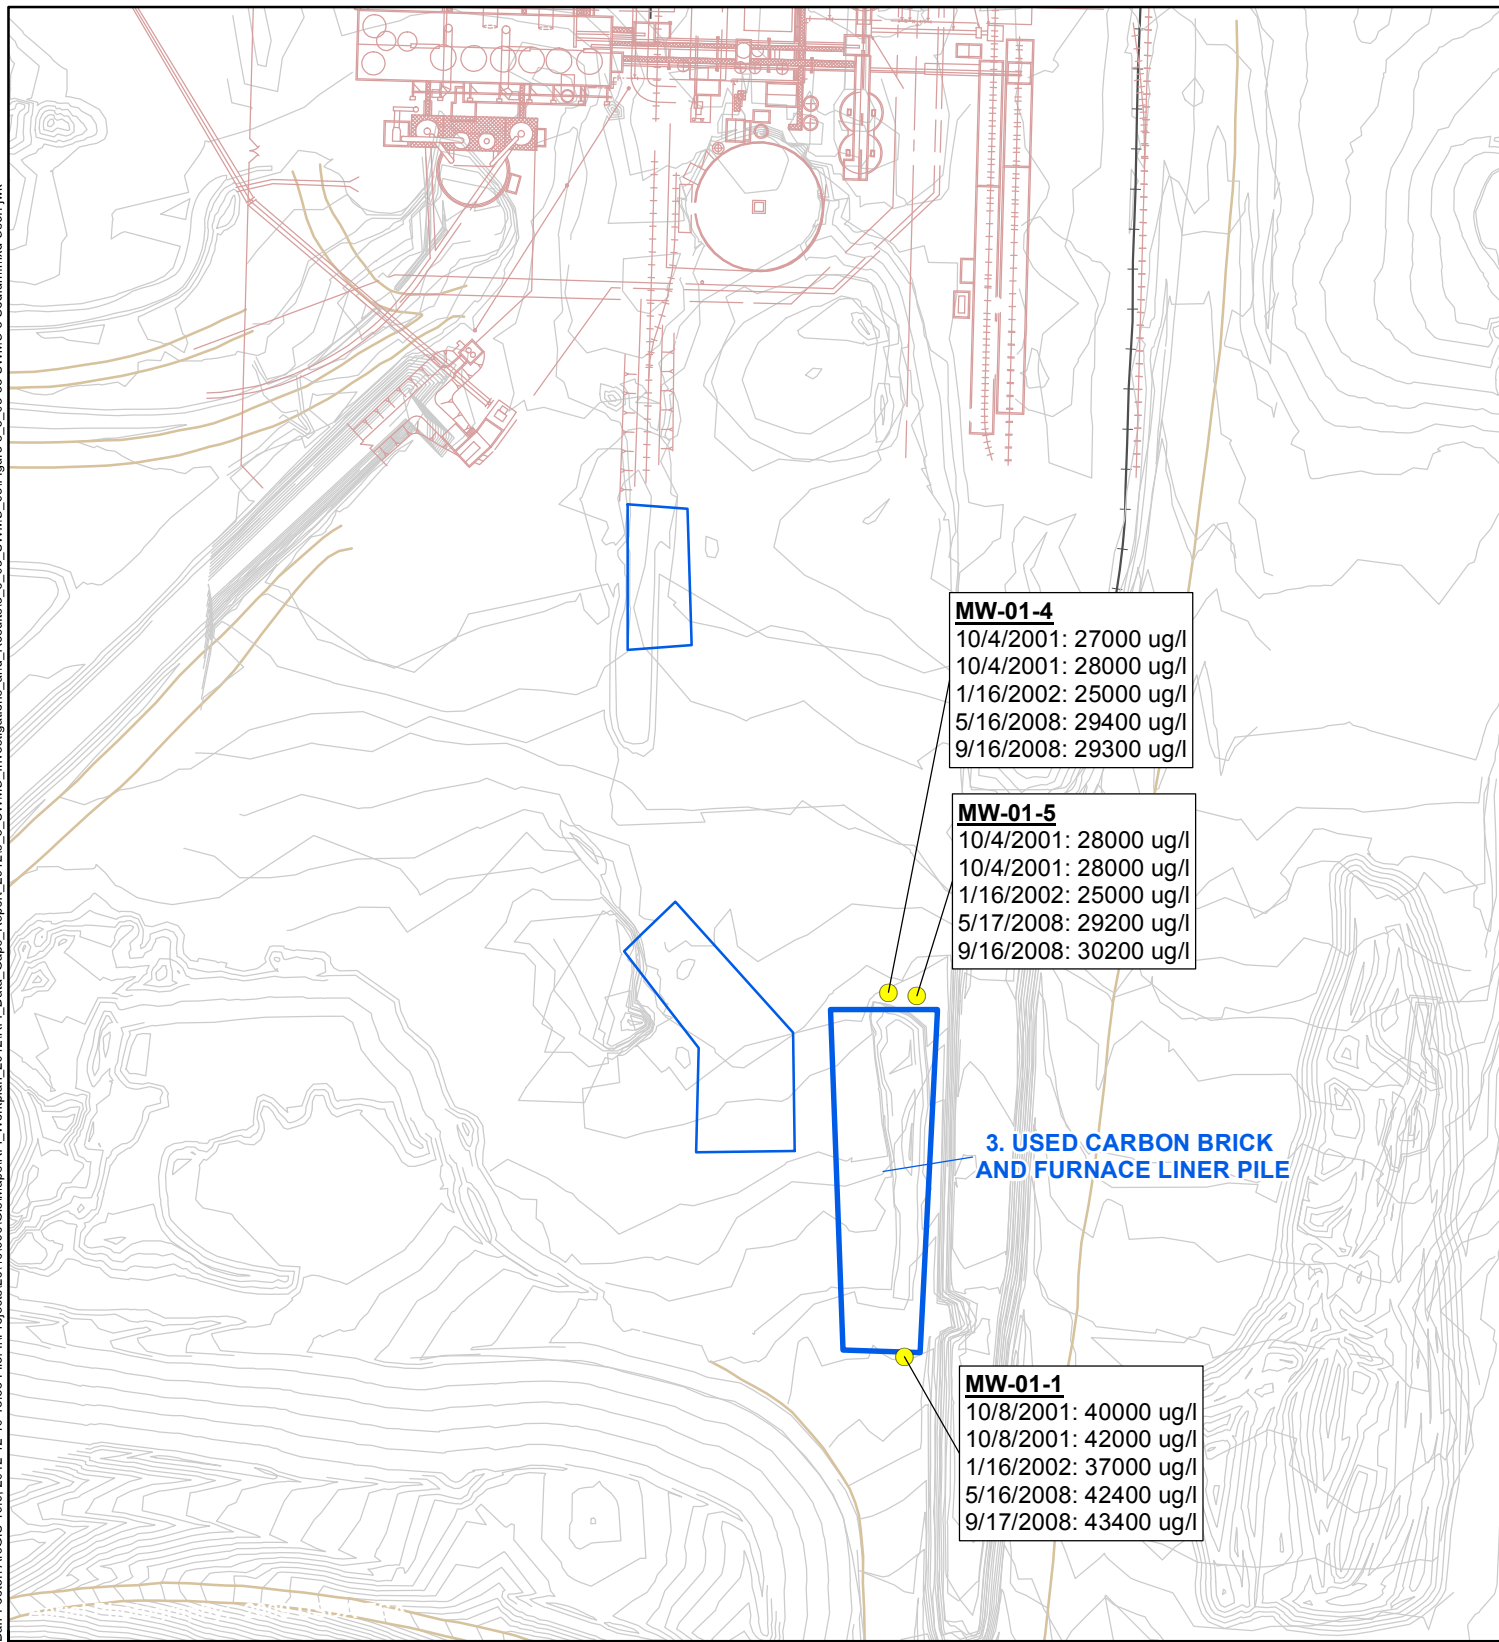 MW-01-4
10/4/2001: 27000 ug/l
10/4/2001: 28000 ug/l
1/16/2002: 25000 ug/l
5/16/2008: 29400 ug/l
9/16/2008: 29300 ug/l
MW-01-5
10/4/2001: 28000 ug/l
10/4/2001: 28000 ug/l
1/16/2002: 25000 ug/l
5/17/2008: 29200 ug/l
9/16/2008: 30200 ug/l
3. USED CARBON BRICK
AND FURNACE LINER PILE
MW-01-1
10/8/2001: 40000 ug/l
10/8/2001: 42000 ug/l
1/16/2002: 37000 ug/l
5/16/2008: 42400 ug/l
9/17/2008: 43400 ug/l